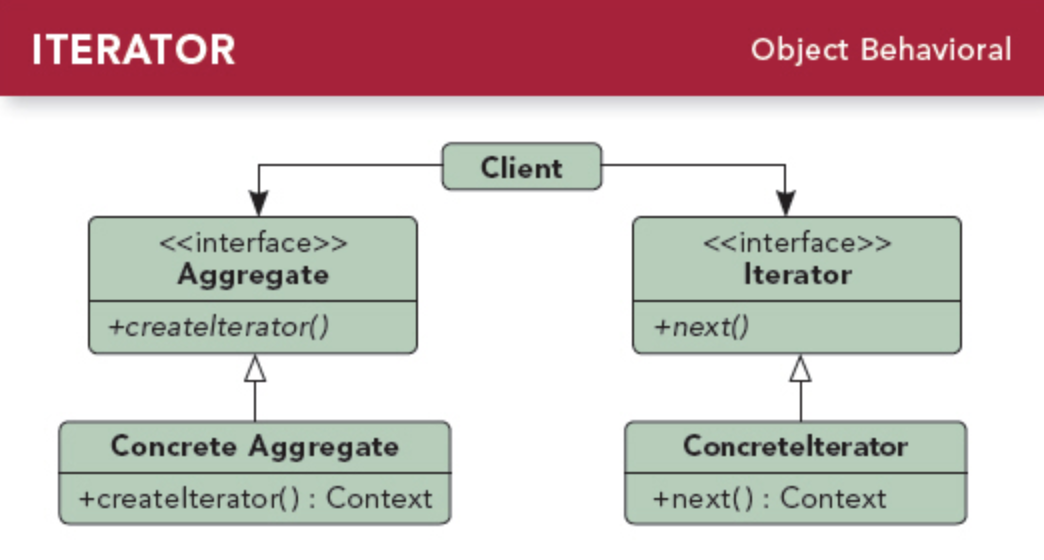 ITERATOR
Object Behavioral
Client
<<interface>>
Aggregate
+createIterator()
<<interface>>
Iterator
+next()
Concrete Aggregate
+createIterator() : Context
ConcreteIterator
+next() : Context